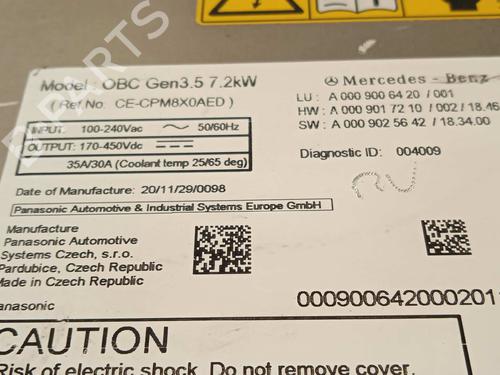 Model : OBC Gen3.5 7.2kW
( Ref No. CE-CPM8X0AED )
INPUT: 100-240Vac 50/60Hz
OUTPUT: 170-450Vdc
35A/30A (Coolant temp 25/65 deg)
Date of Manufacture: 20/11/29/0098
Panasonic Automotive & Industrial Systems Europe GmbH
Manufacture
Panasonic Automotive
Systems Czech, s.r.o.
Pardubice, Czech Republic
Made in Czech Republic
Panasonic
Mercedes-Benz
LU : A 000 900 64 20 / 001
HW : A 000 901 72 10 / 002 / 18.46
SW : A 000 902 56 42 / 18.34.00
Diagnostic ID: 004009
000900642000201
CAUTION
Risk of electric shock. Do not remove cover.
B-PARTS